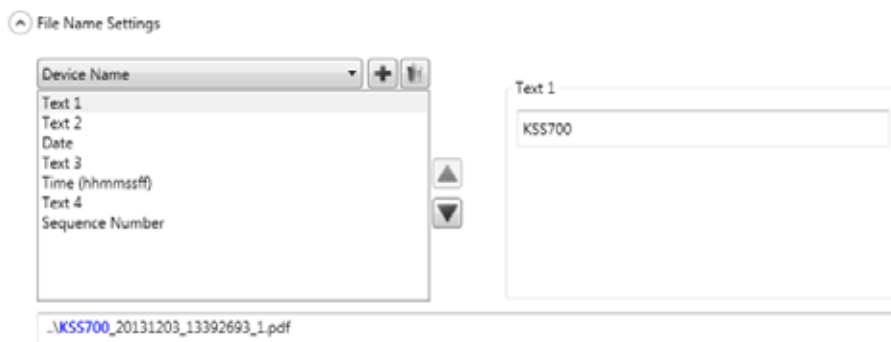 File Name Settings
Device Name
Text 1
Text 2
Date
Text 3
Time (hhmmssff)
Text 4
Sequence Number
Text 1
KSS700
..\KSS700_20131203_13392693_1.pdf